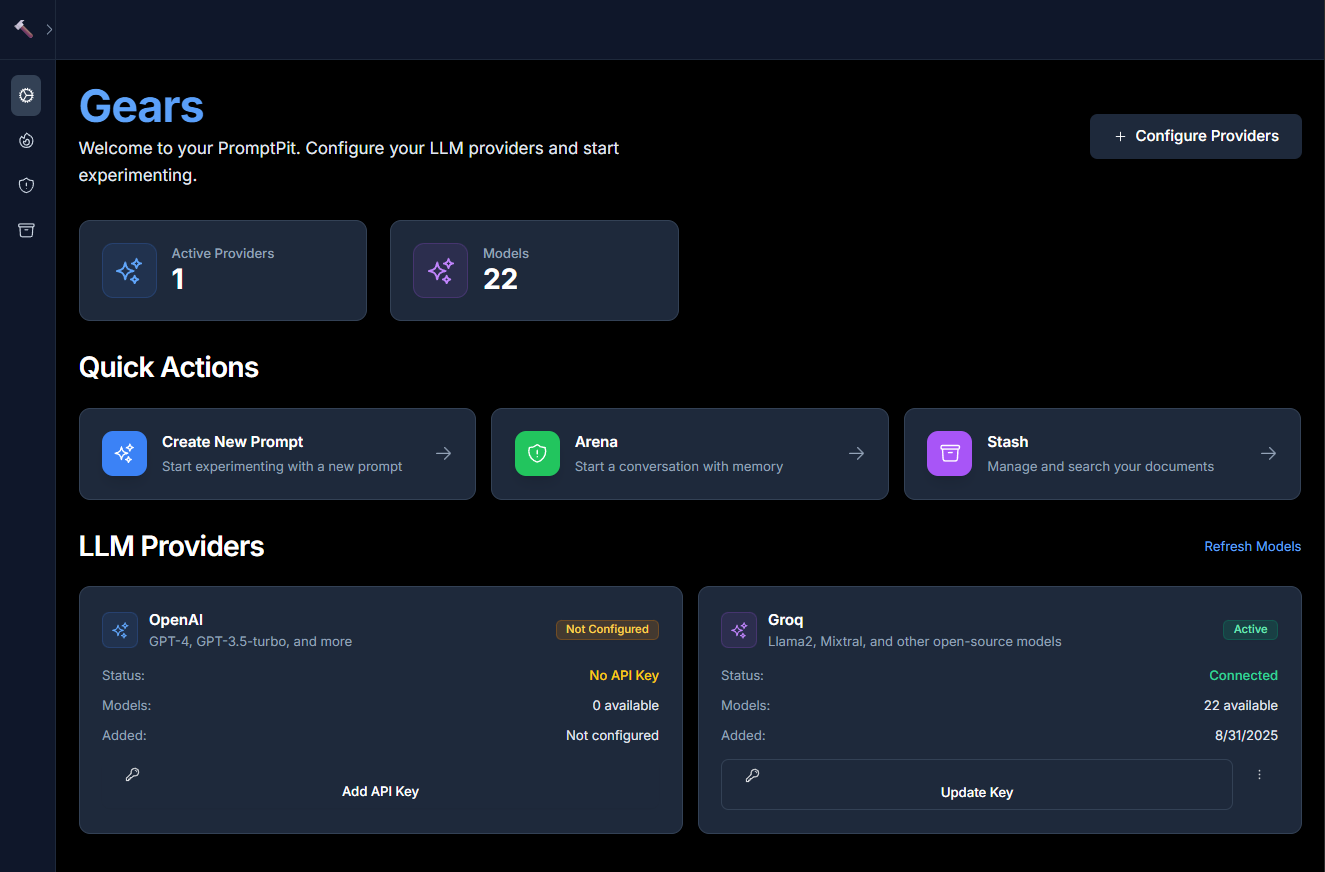 Gears
Welcome to your PromptPit. Configure your LLM providers and start
experimenting.
+ Configure Providers
Active Providers
1
Models
22
Quick Actions
Create New Prompt
Start experimenting with a new prompt
Arena
Start a conversation with memory
Stash
Manage and search your documents
LLM Providers
Refresh Models
OpenAI
GPT-4, GPT-3.5-turbo, and more
Not Configured
Status:
No API Key
Models:
0 available
Added:
Not configured
Add API Key
Groq
Llama2, Mixtral, and other open-source models
Active
Status:
Connected
Models:
22 available
Added:
8/31/2025
Update Key